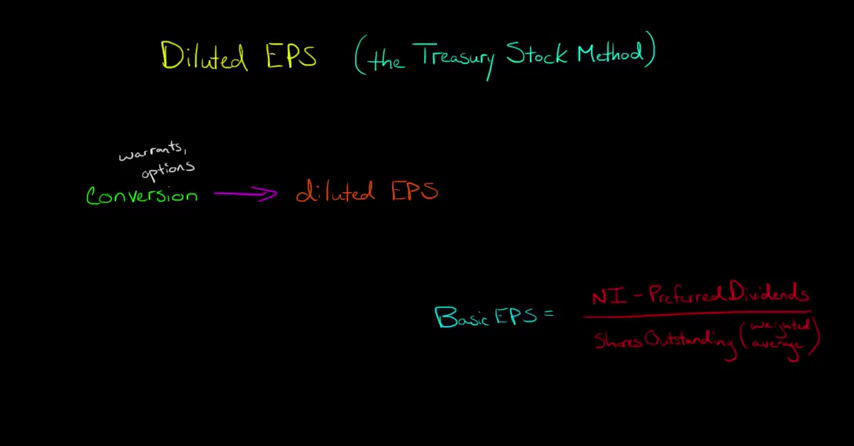 Diluted EPS (the Treasury Stock Method)
warrants,
options
Conversion → diluted EPS
Basic EPS = NI - Preferred Dividends
Shares Outstanding (weighted average)